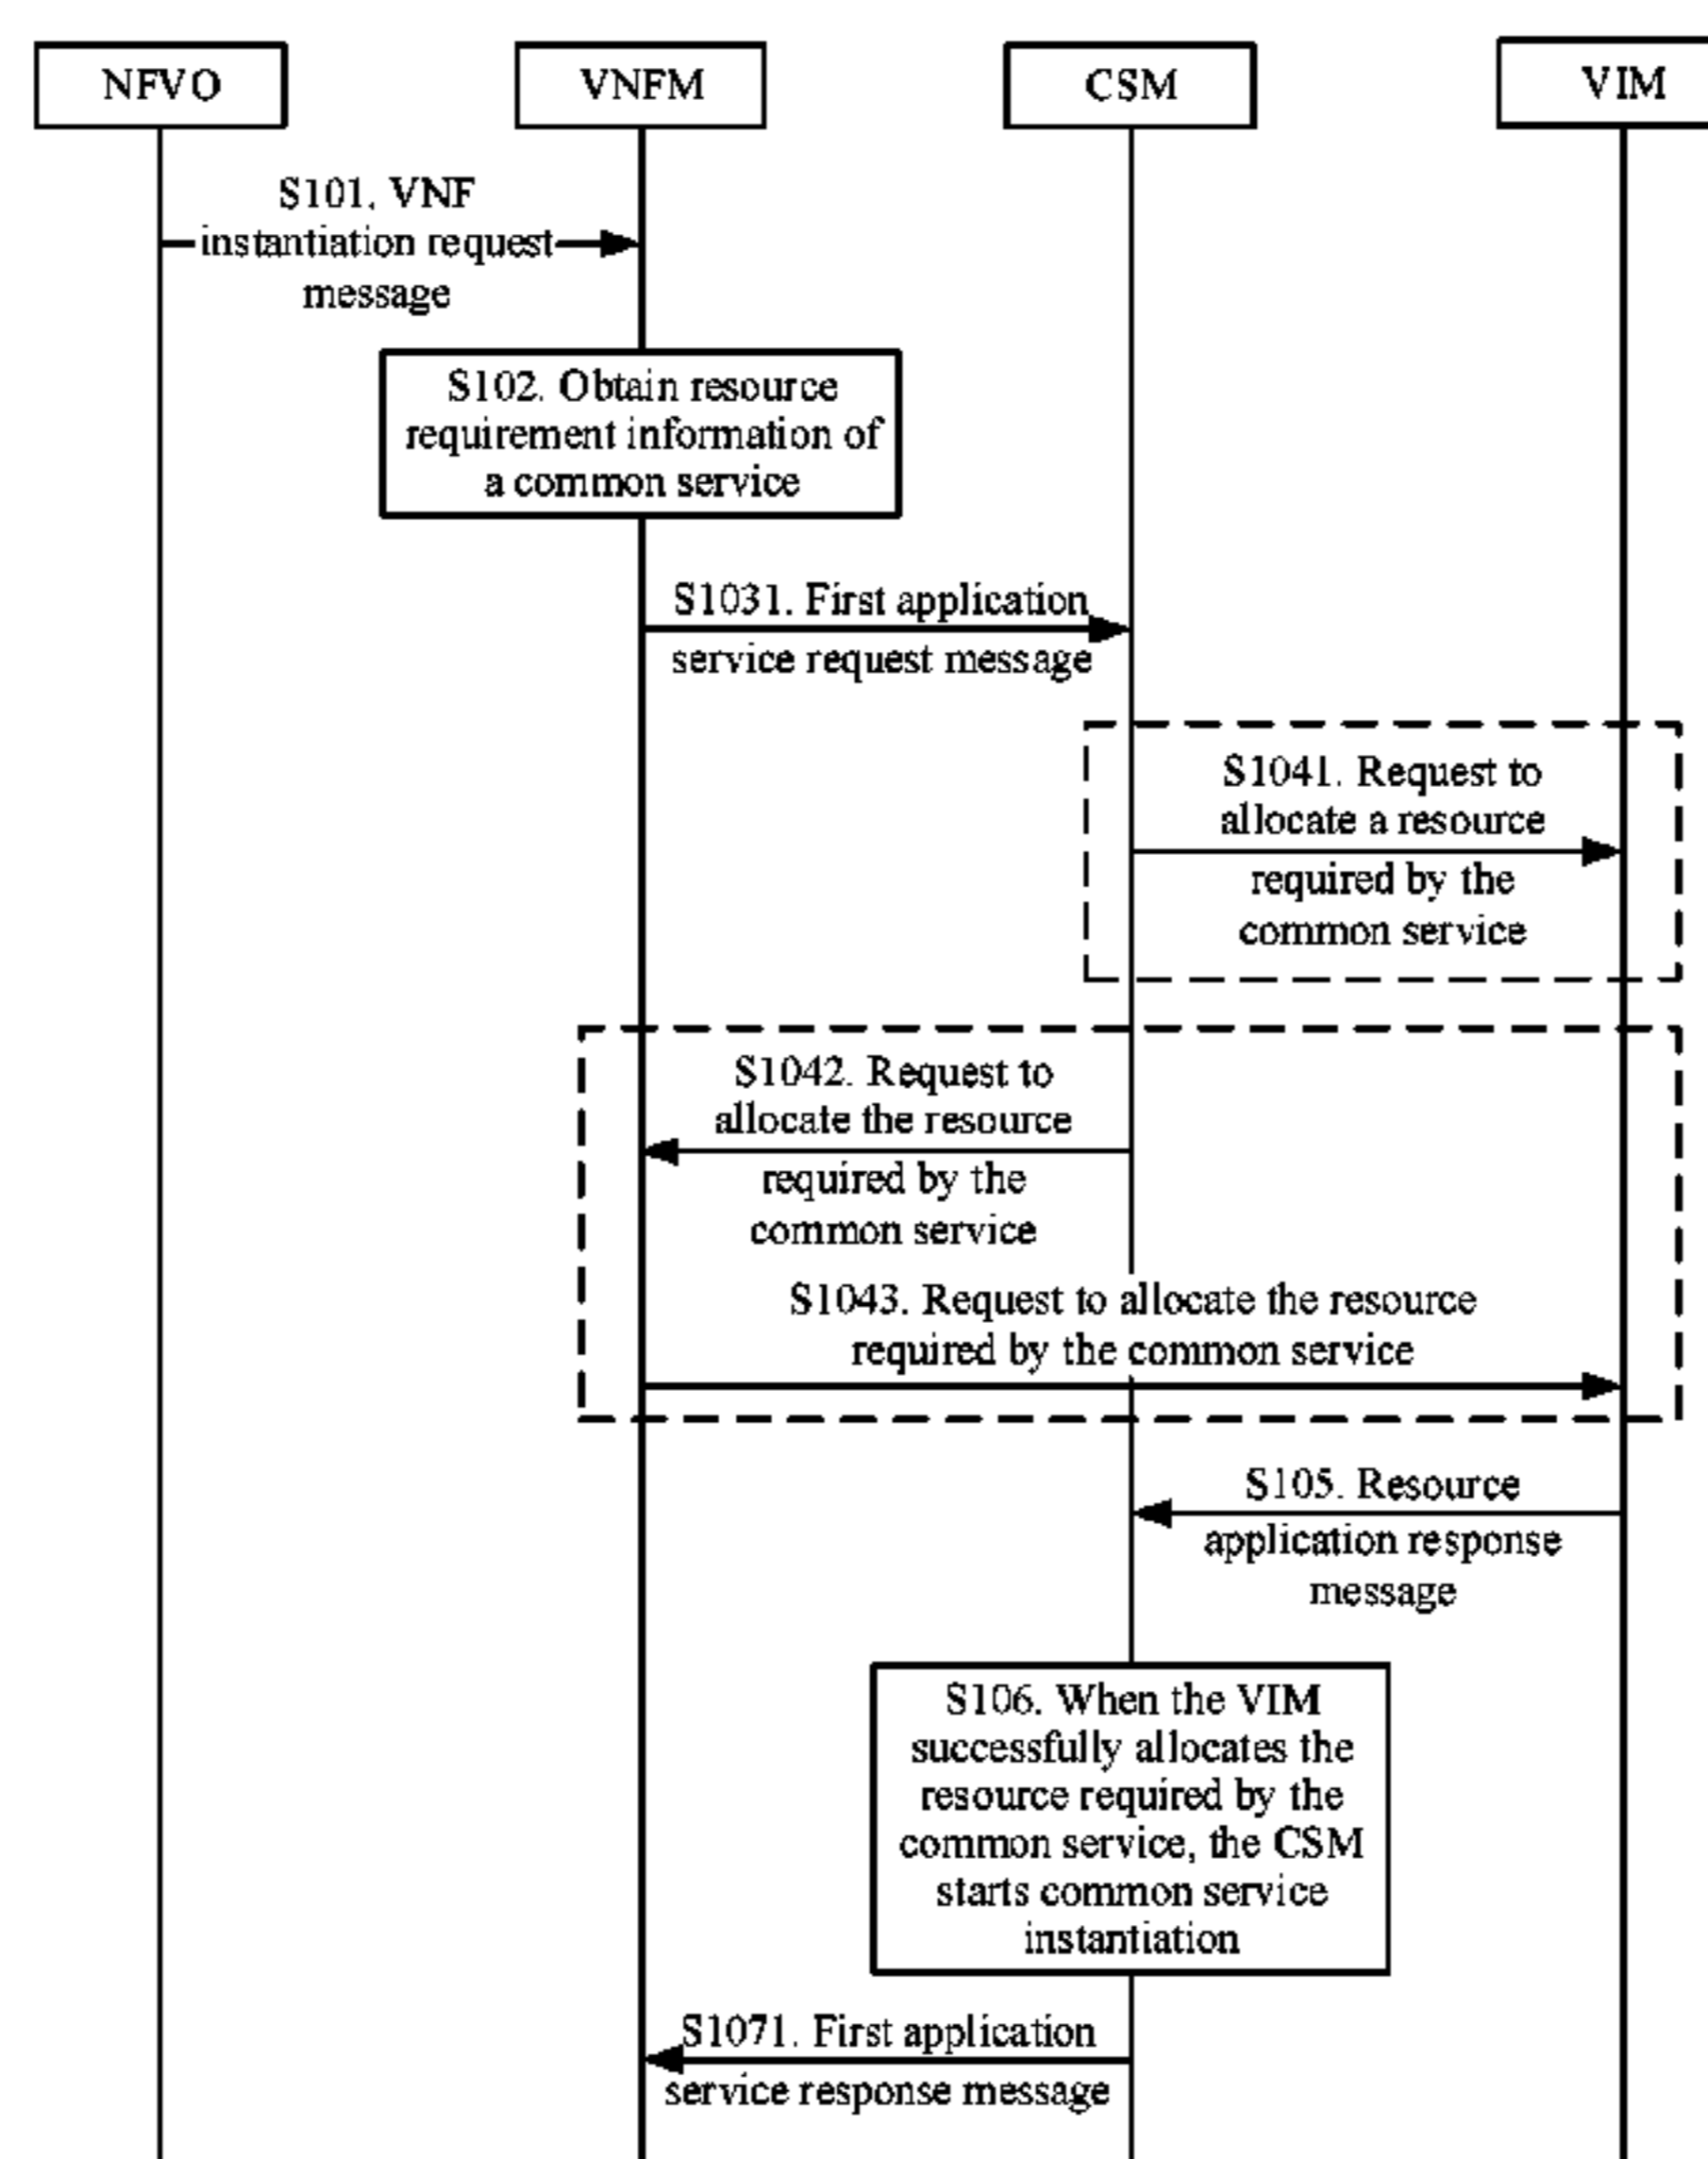 NFVO
VNFM
CSM
VIM
S101. VNF
instantiation request
message
S102. Obtain resource
requirement information of
a common service
S1031. First application
service request message
S1041. Request to
allocate a resource
required by the
common service
S1042. Request to
allocate the resource
required by the
common service
S1043. Request to allocate the resource
required by the common service
S105. Resource
application response
message
S106. When the VIM
successfully allocates the
resource required by the
common service, the CSM
starts common service
instantiation
S1071. First application
service response message